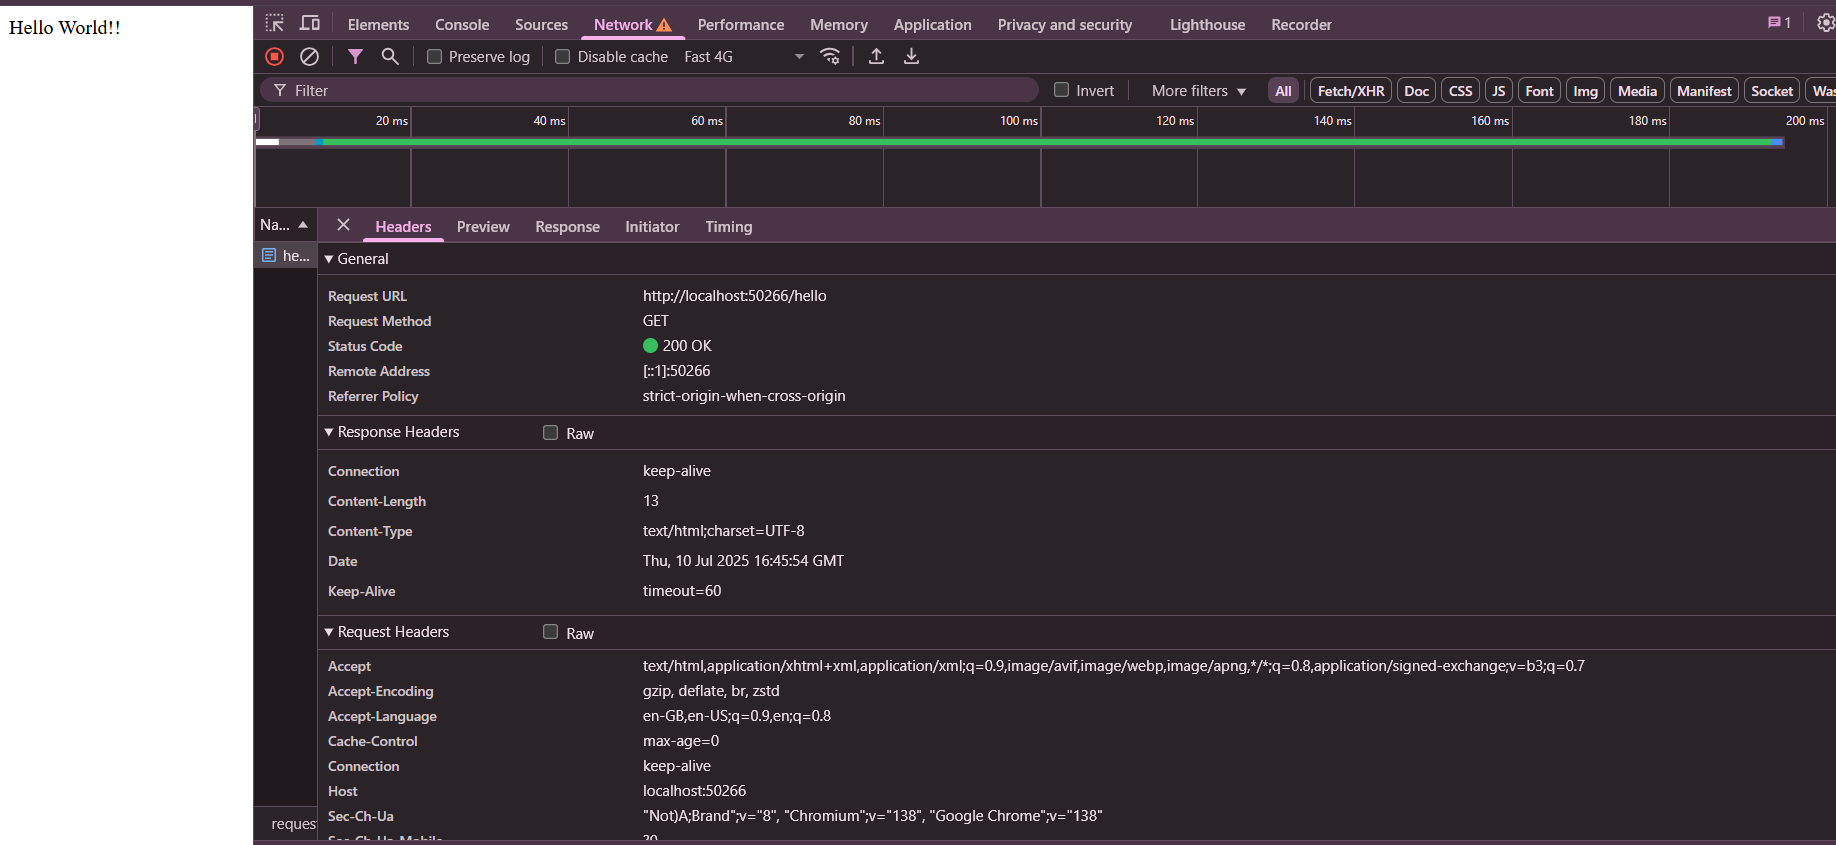 Hello World!!
Elements Console Sources Network Performance Memory Application Privacy and security Lighthouse Recorder 1
Preserve log Disable cache Fast 4G
Filter Invert More filters All Fetch/XHR Doc CSS JS Font Img Media Manifest Socket Was
20 ms 40 ms 60 ms 80 ms 100 ms 120 ms 140 ms 160 ms 180 ms 200 ms
Na... Headers Preview Response Initiator Timing
he...
General
Request URL http://localhost:50266/hello
Request Method GET
Status Code 200 OK
Remote Address [::1]:50266
Referrer Policy strict-origin-when-cross-origin
Response Headers Raw
Connection keep-alive
Content-Length 13
Content-Type text/html;charset=UTF-8
Date Thu, 10 Jul 2025 16:45:54 GMT
Keep-Alive timeout=60
Request Headers Raw
Accept text/html,application/xhtml+xml,application/xml;q=0.9,image/avif,image/webp,image/apng,*/*;q=0.8,application/signed-exchange;v=b3;q=0.7
Accept-Encoding gzip, deflate, br, zstd
Accept-Language en-GB,en-US;q=0.9,en;q=0.8
Cache-Control max-age=0
Connection keep-alive
Host localhost:50266
Sec-Ch-Ua "Not)A;Brand";v="8", "Chromium";v="138", "Google Chrome";v="138"
reques
Sec-Ch-Ua-Mobile ?0